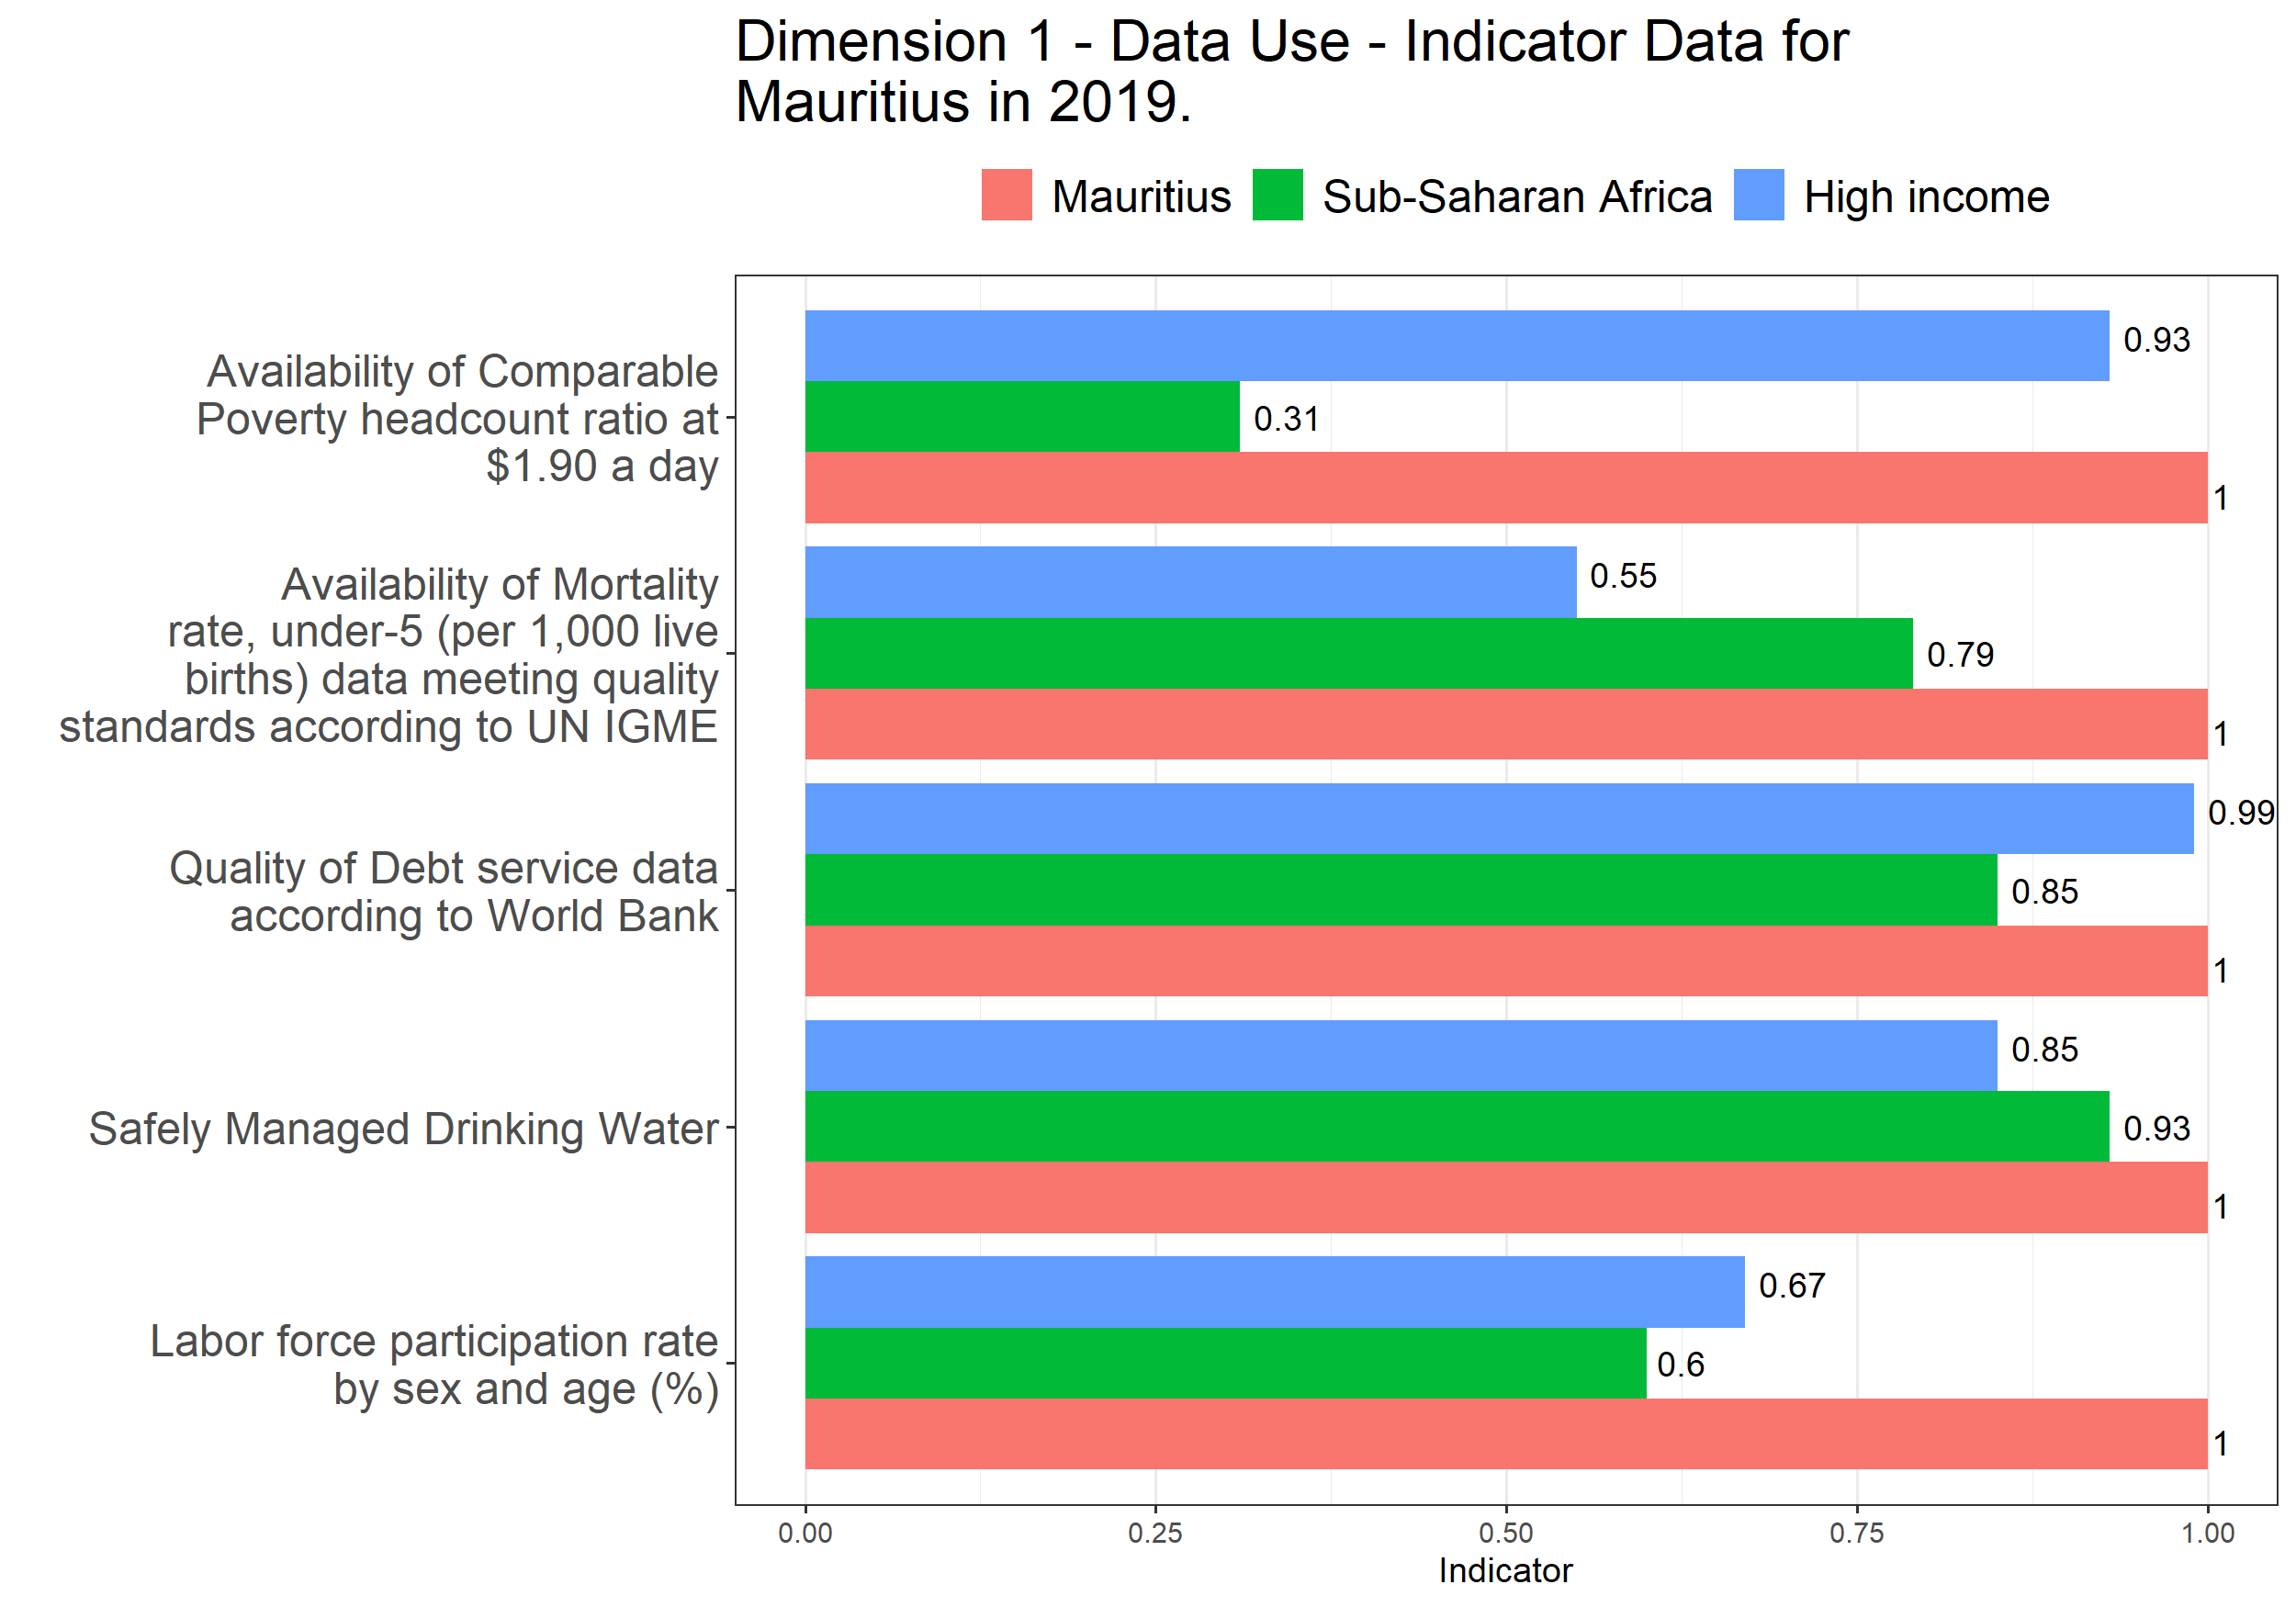 Dimension 1 - Data Use - Indicator Data for
Mauritius in 2019.
Mauritius Sub-Saharan Africa High income
Availability of Comparable
Poverty headcount ratio at
$1.90 a day
0.93
0.31
1
Availability of Mortality
rate, under-5 (per 1,000 live
births) data meeting quality
standards according to UN IGME
0.55
0.79
1
Quality of Debt service data
according to World Bank
0.99
0.85
1
Safely Managed Drinking Water
0.85
0.93
1
Labor force participation rate
by sex and age (%)
0.67
0.6
1
0.00 0.25 0.50 0.75 1.00
Indicator